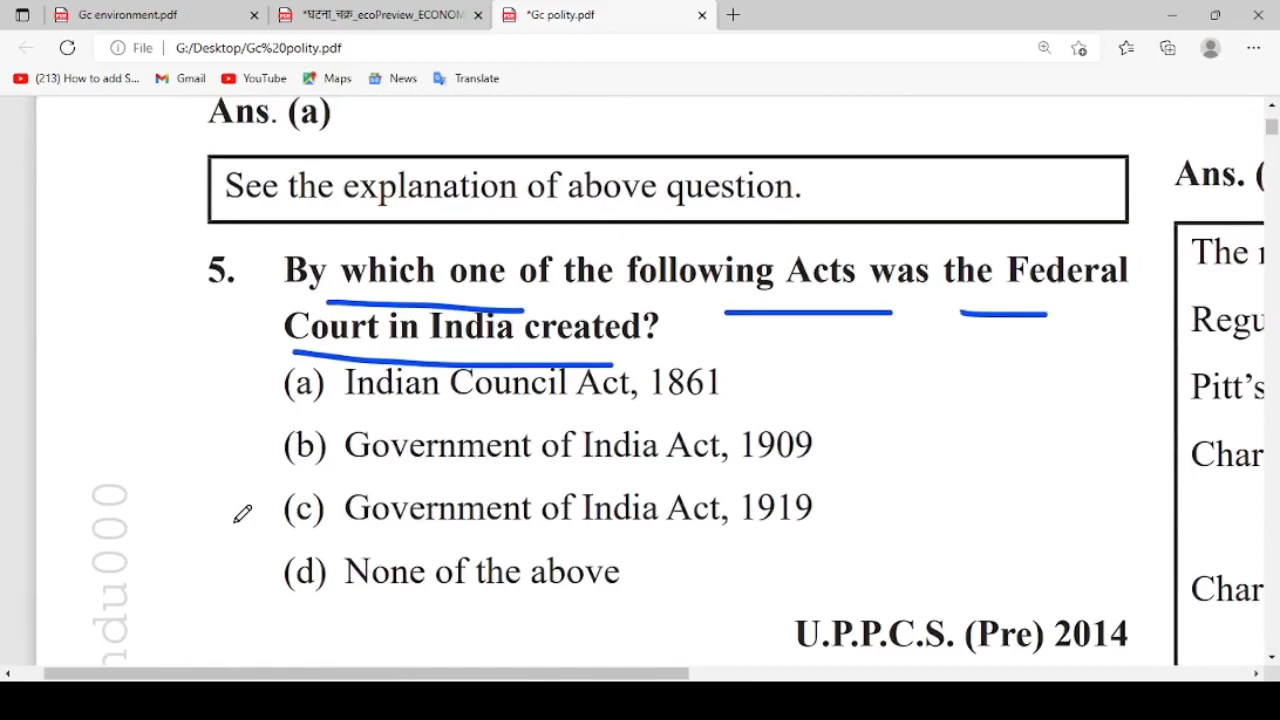 Gc environment.pdf
*घटना_चक्र_ecoPreview_ECONOM
*Gc polity.pdf
File
G:/Desktop/Gc%20polity.pdf
(213) How to add S...
Gmail
YouTube
Maps
News
Translate
Ans. (a)
See the explanation of above question.
5. By which one of the following Acts was the Federal
Court in India created?
(a) Indian Council Act, 1861
(b) Government of India Act, 1909
(c) Government of India Act, 1919
(d) None of the above
U.P.P.C.S. (Pre) 2014
Ans. (
The
Regu
Pitt's
Char
Char
ndu000